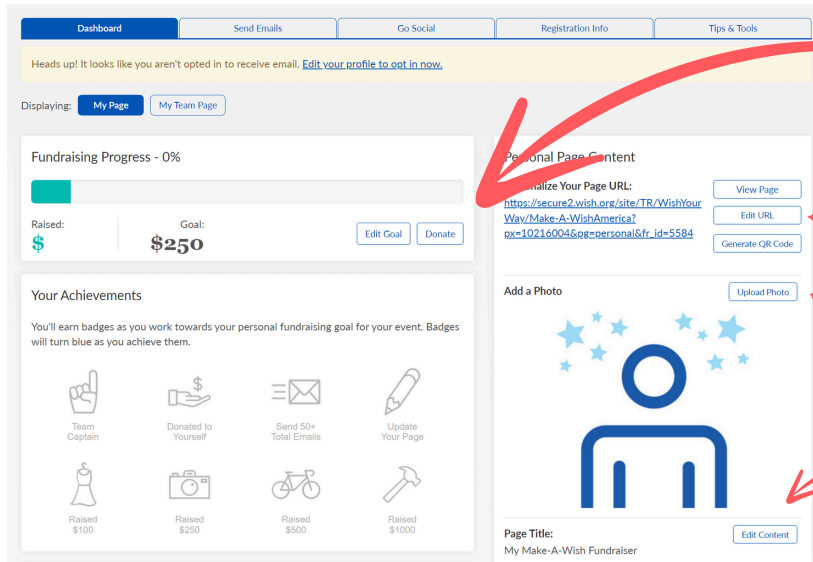 Dashboard
Send Emails
Go Social
Registration Info
Tips & Tools
Heads up! It looks like you aren't opted in to receive email. Edit your profile to opt in now.
Displaying:
My Page
My Team Page
Fundraising Progress - 0%
Raised:
$
Goal:
$250
Edit Goal
Donate
Your Achievements
You'll earn badges as you work towards your personal fundraising goal for your event. Badges
will turn blue as you achieve them.
Team
Captain
$
Donated to
Yourself
Send 50+
Total Emails
Update
Your Page
Raised
$100
Raised
$250
Raised
$500
Raised
$1000
Personal Page Content
Your Page URL:
https://secure2.wish.org/site/TR/WishYour
Way/Make-A-WishAmerica?
px=10216004&pg=personal&fr_id=5584
View Page
Edit URL
Generate QR Code
Add a Photo
Upload Photo
Page Title:
My Make-A-Wish Fundraiser
Edit Content